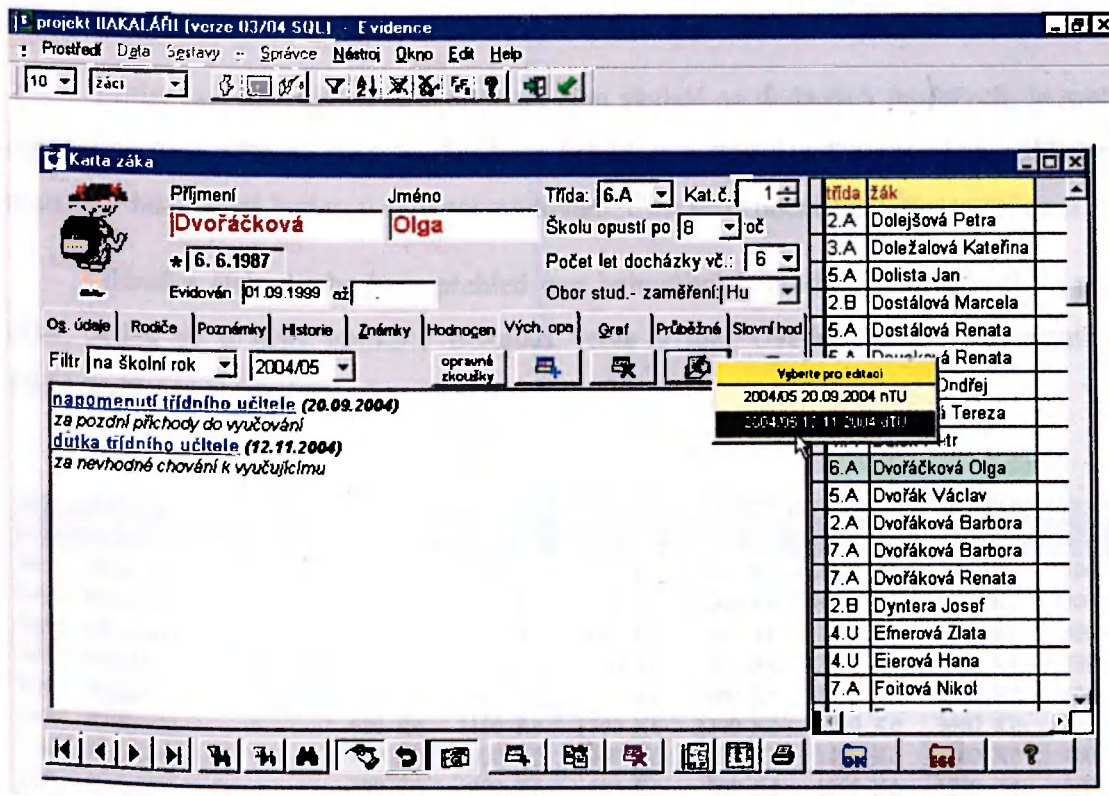 projekt BAKALÁŘI (verze 03/04 SQL) - Evidence
Prostředí Data Sestavy Správce Nástroj Okno Edit Help
10 žáci
Karta žáka
Příjmení Jméno Třída: 6.A Kat.č. 1
Dvořáčková Olga Školu opustí po 8 roč
* 6. 6.1987 Počet let docházky vč.: 6
Evidován 01.09.1999 až . Obor stud.- zaměření: Hu
Os. údaje Rodiče Poznámky Historie Známky Hodnocen Vých. opa Graf Průběžné Slovní hod
Filtr na školní rok 2004/05 opravné zkoušky
napomenutí třídního učitele (20.09.2004)
za pozdní příchody do vyučování
důtka třídního učitele (12.11.2004)
za nevhodné chování k vyučujícímu
Vyberte pro editaci
2004/05 20.09.2004 nTU
2004/05 12.11.2004 dTU
třída žák
2.A Dolejšová Petra
3.A Doležalová Kateřina
5.A Dolista Jan
2.B Dostálová Marcela
5.A Dostálová Renata
á Renata
Ondřej
á Tereza
6.A Dvořáčková Olga
5.A Dvořák Václav
2.A Dvořáková Barbora
7.A Dvořáková Barbora
7.A Dvořáková Renata
2.B Dyntera Josef
4.U Efnerová Zlata
4.U Eierová Hana
7.A Foitová Nikol